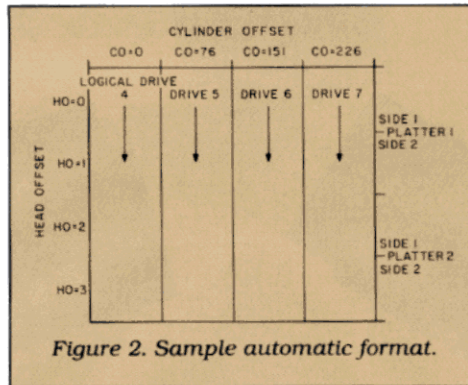 CYLINDER OFFSET
CO=0 CO=76 CO=151 CO=226
LOGICAL DRIVE
4 DRIVE 5 DRIVE 6 DRIVE 7
HEAD OFFSET
HO=0
HO=1
HO=2
HO=3
SIDE 1
PLATTER 1
SIDE 2
SIDE 1
PLATTER 2
SIDE 2
Figure 2. Sample automatic format.